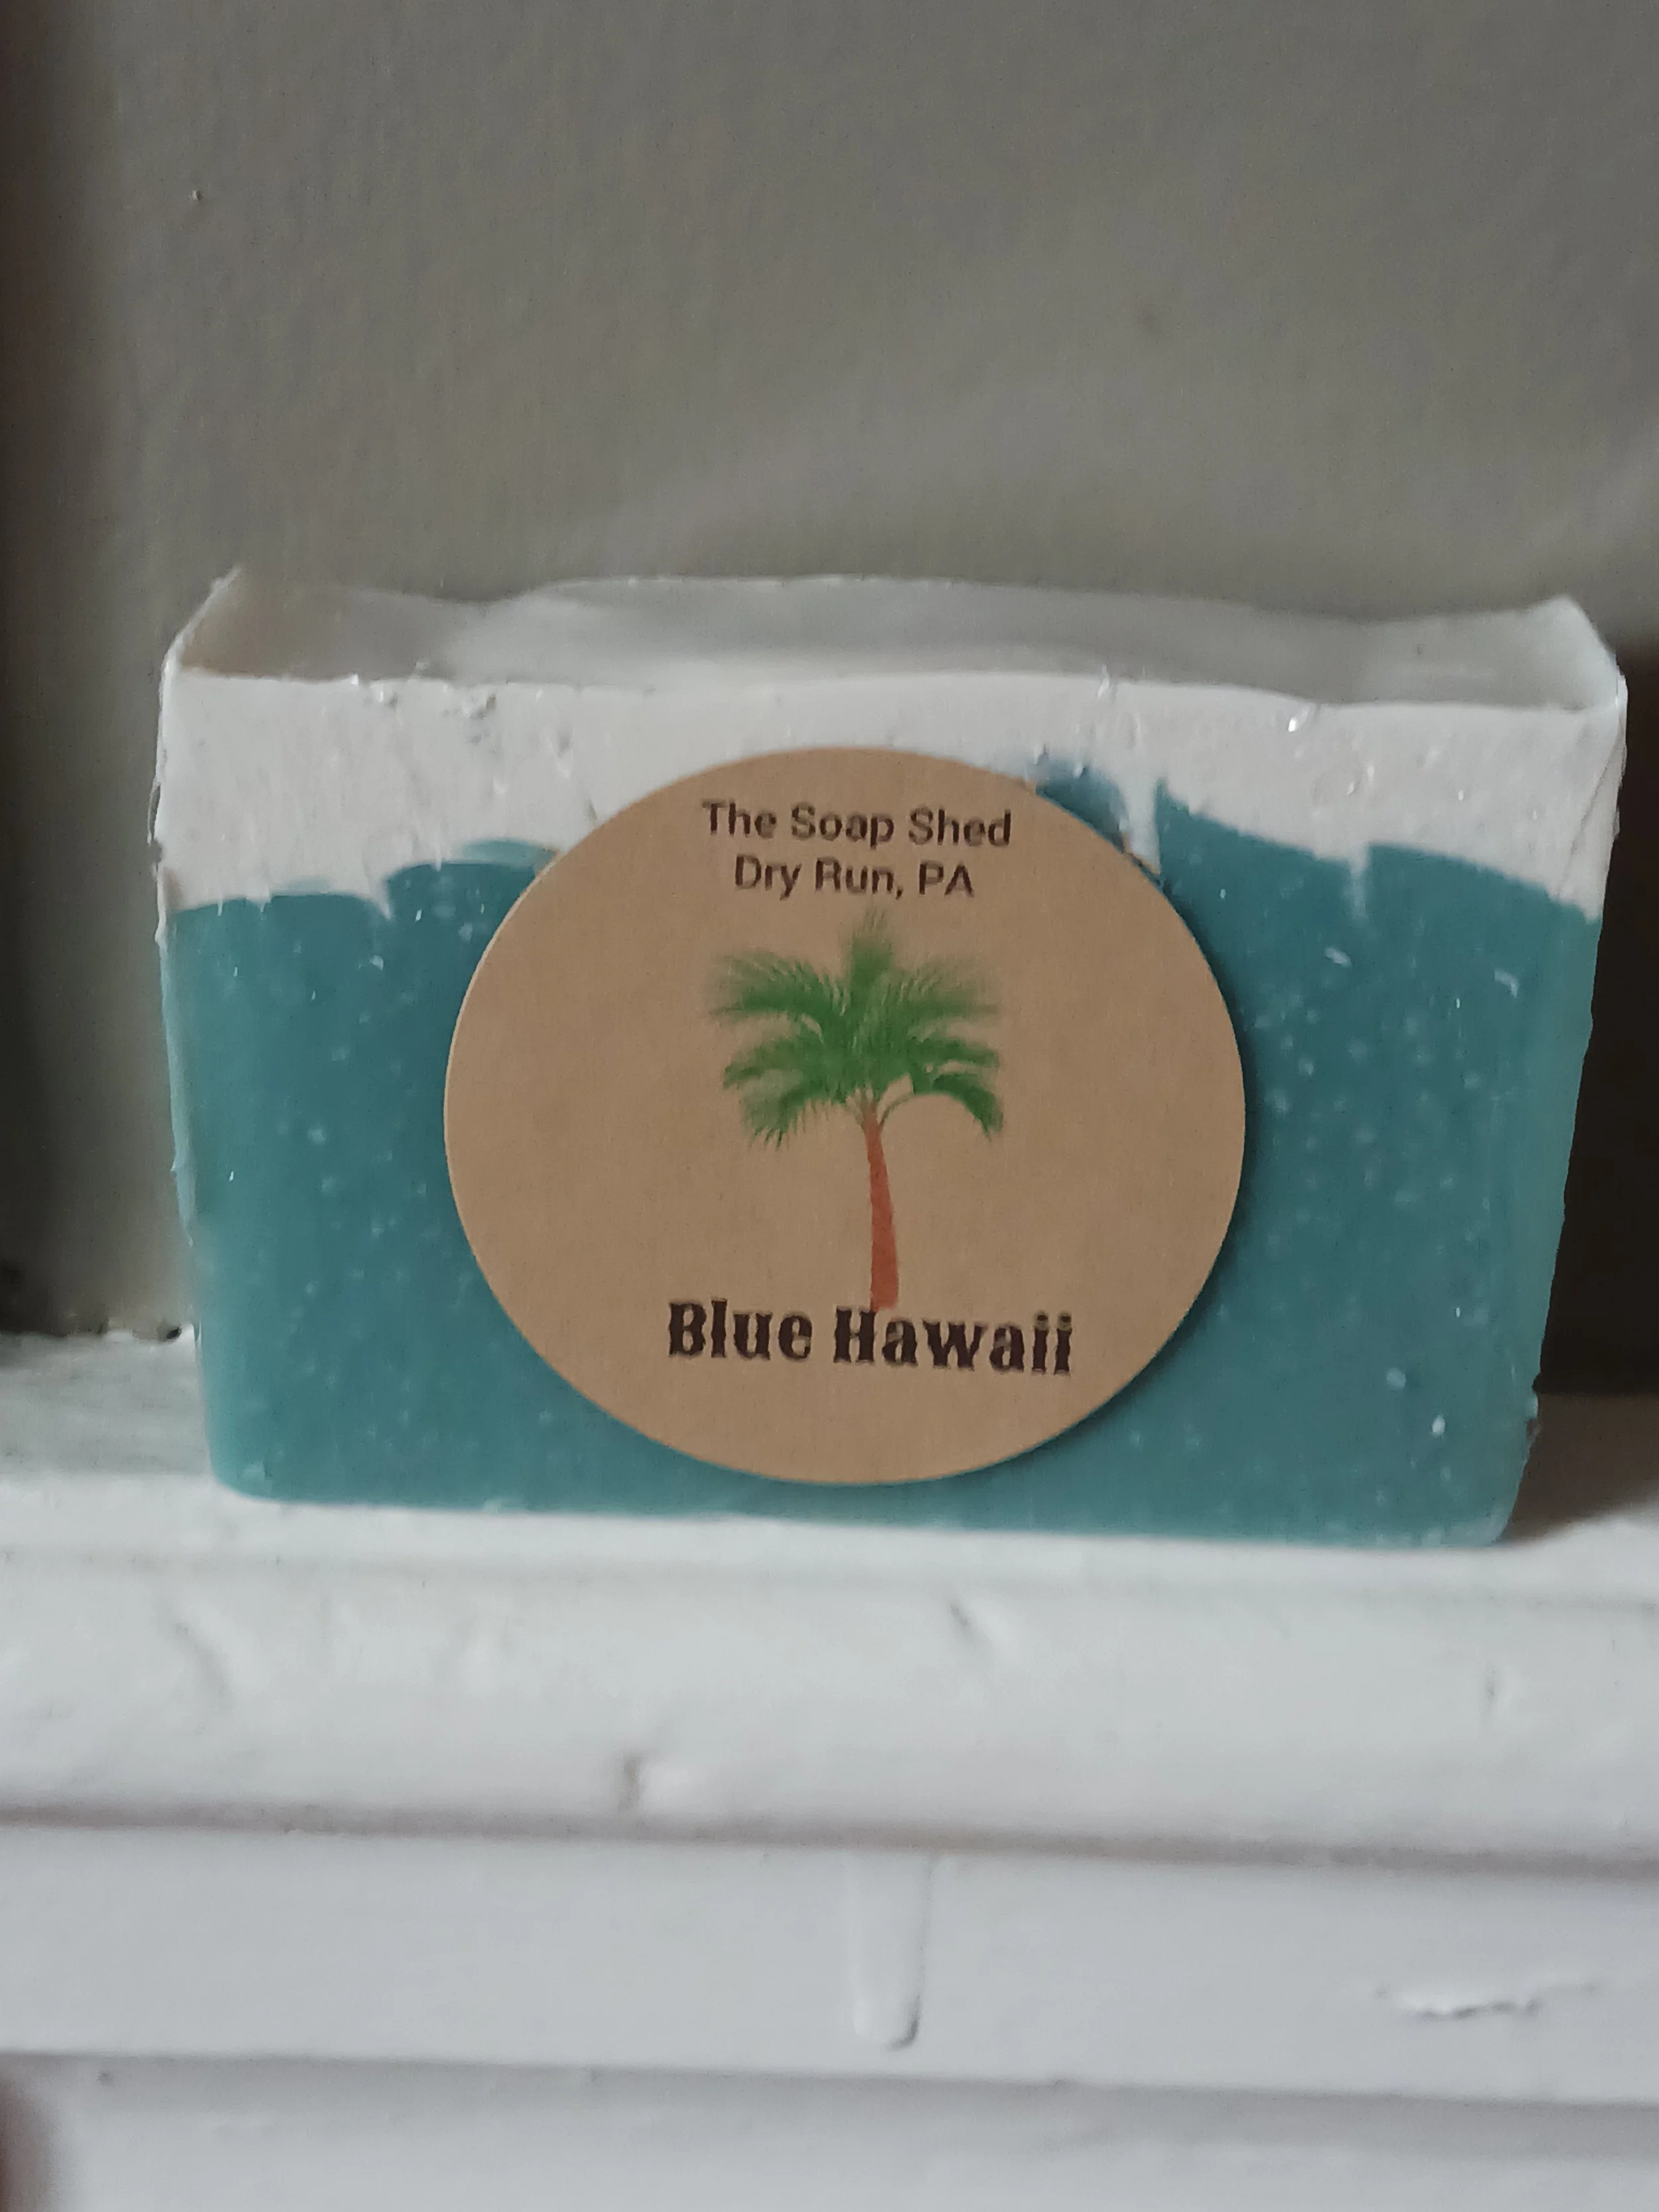 The Soap Shed
Dry Run, PA
Blue Hawaii